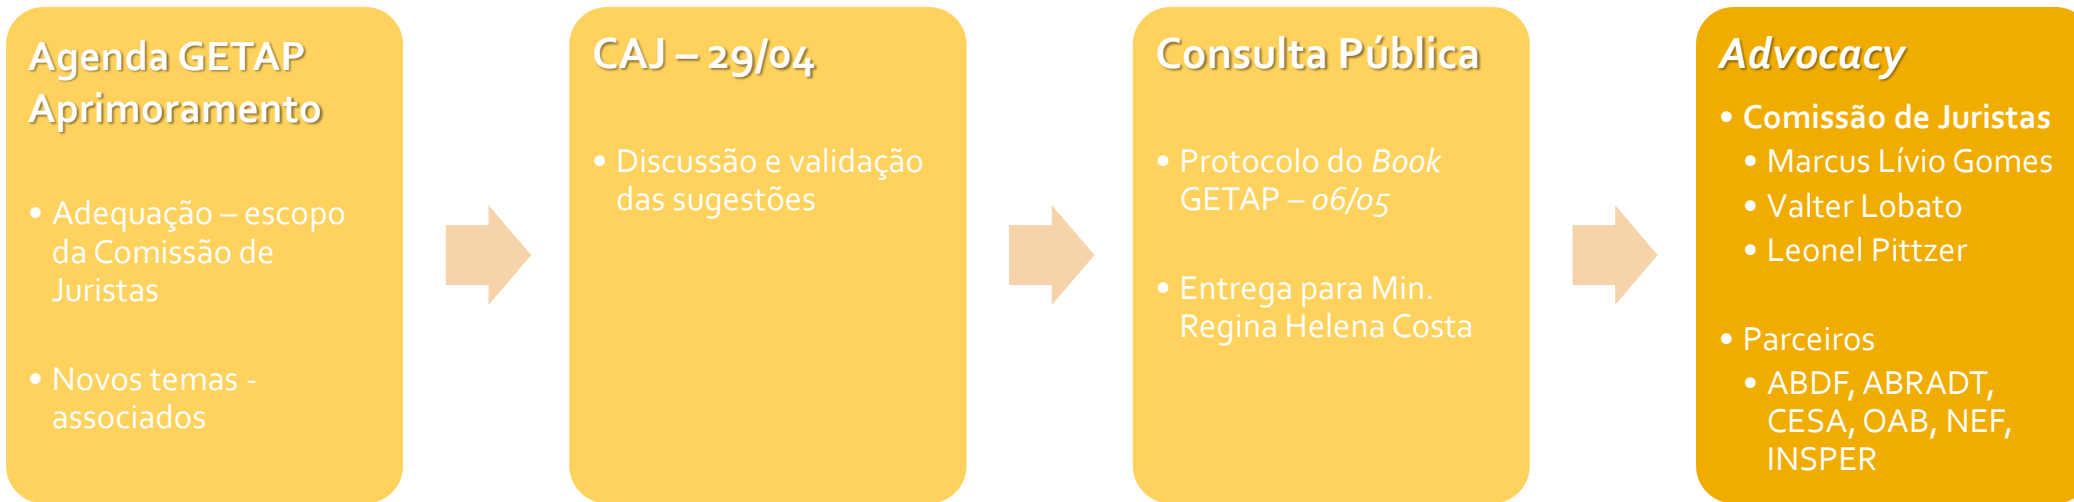 Agenda GETAP
Aprimoramento
• Adequação – escopo
da Comissão de
Juristas
• Novos temas -
associados
CAJ – 29/04
• Discussão e validação
das sugestões
Consulta Pública
• Protocolo do Book
GETAP – 06/05
• Entrega para Min.
Regina Helena Costa
Advocacy
• Comissão de Juristas
• Marcus Lívio Gomes
• Valter Lobato
• Leonel Pittzer
• Parceiros
• ABDF, ABRADT,
CESA, OAB, NEF,
INSPER